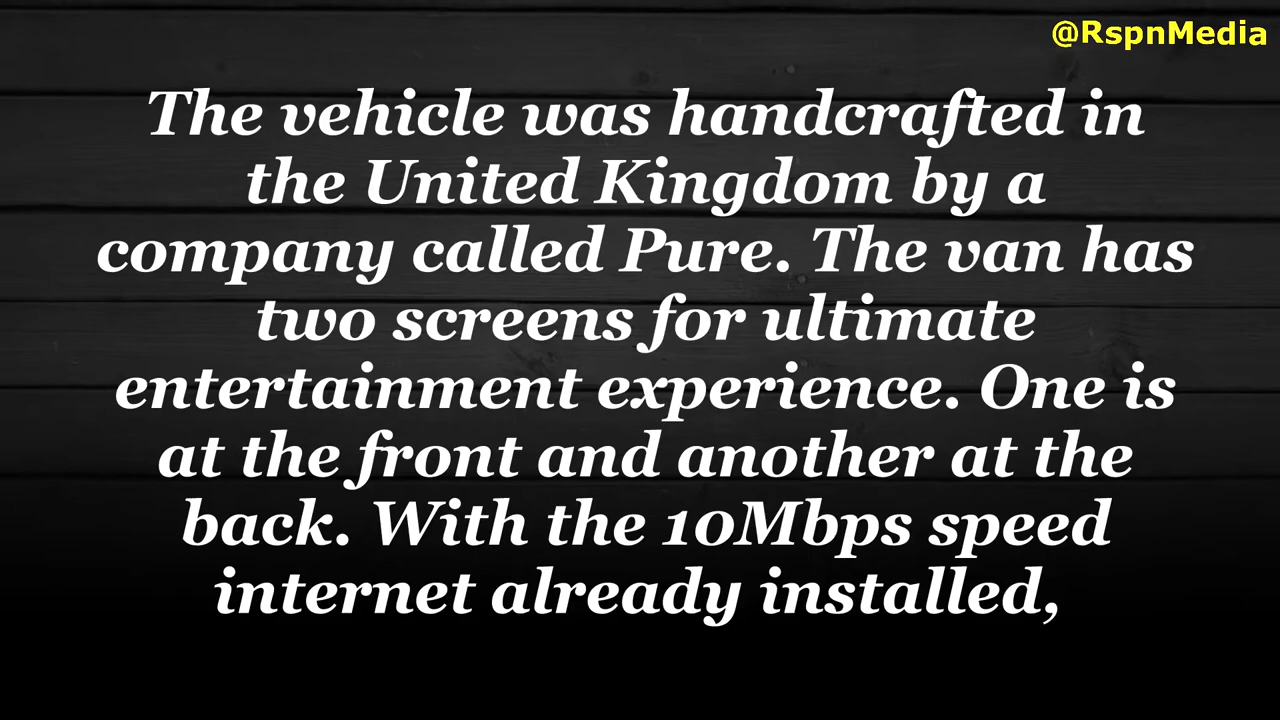 @RspnMedia
The vehicle was handcrafted in
the United Kingdom by a
company called Pure. The van has
two screens for ultimate
entertainment experience. One is
at the front and another at the
back. With the 10Mbps speed
internet already installed,